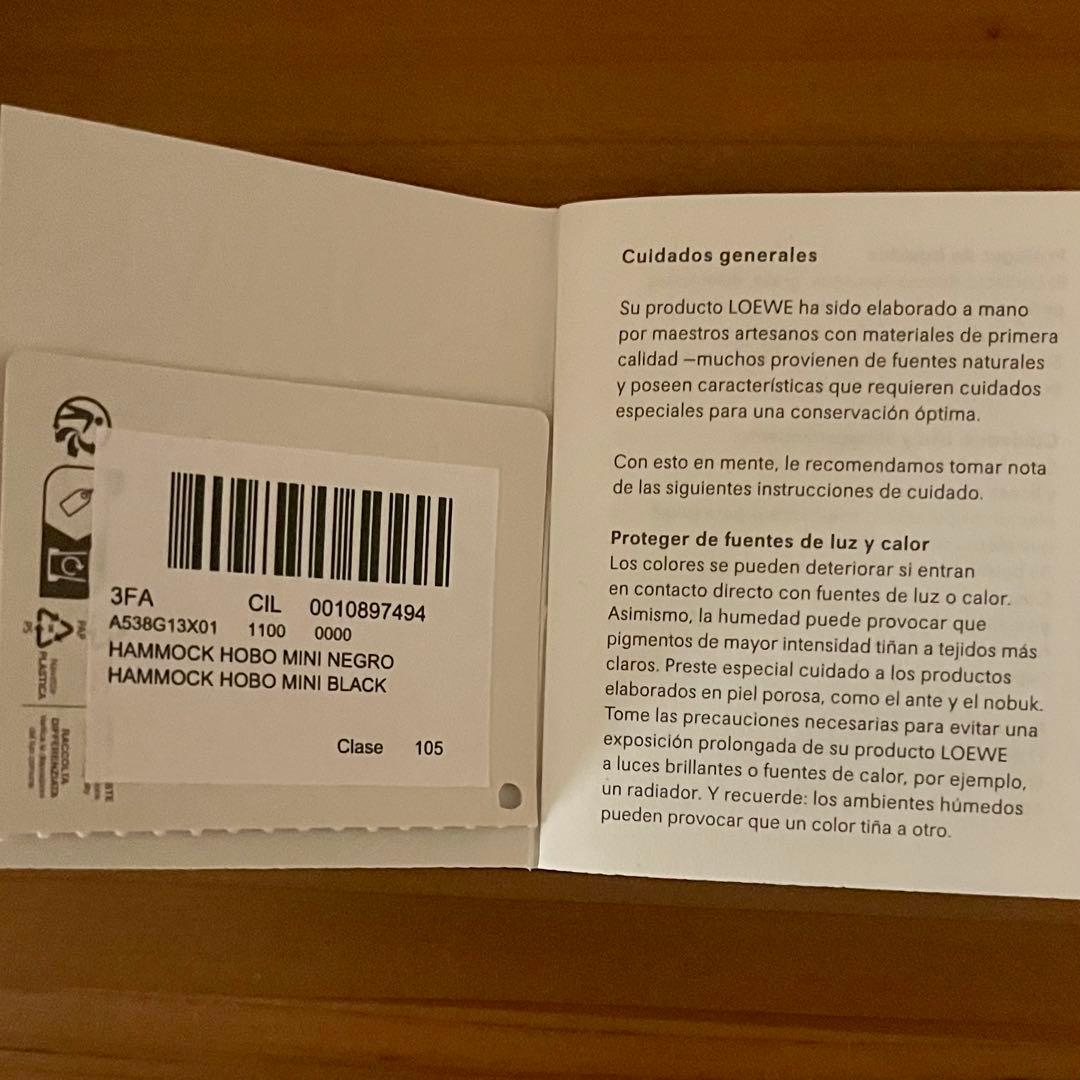 3FA CIL 0010897494
A538G13X01 1100 0000
HAMMOCK HOBO MINI NEGRO
HAMMOCK HOBO MINI BLACK
Clase 105
PAP
PLASTICA
RACCOLTA
DIFFERENZIATA
Cuidados generales
Su producto LOEWE ha sido elaborado a mano
por maestros artesanos con materiales de primera
calidad —muchos provienen de fuentes naturales
y poseen características que requieren cuidados
especiales para una conservación óptima.
Con esto en mente, le recomendamos tomar nota
de las siguientes instrucciones de cuidado.
Proteger de fuentes de luz y calor
Los colores se pueden deteriorar si entran
en contacto directo con fuentes de luz o calor.
Asimismo, la humedad puede provocar que
pigmentos de mayor intensidad tiñan a tejidos más
claros. Preste especial cuidado a los productos
elaborados en piel porosa, como el ante y el nobuk.
Tome las precauciones necesarias para evitar una
exposición prolongada de su producto LOEWE
a luces brillantes o fuentes de calor, por ejemplo,
un radiador. Y recuerde: los ambientes húmedos
pueden provocar que un color tiña a otro.